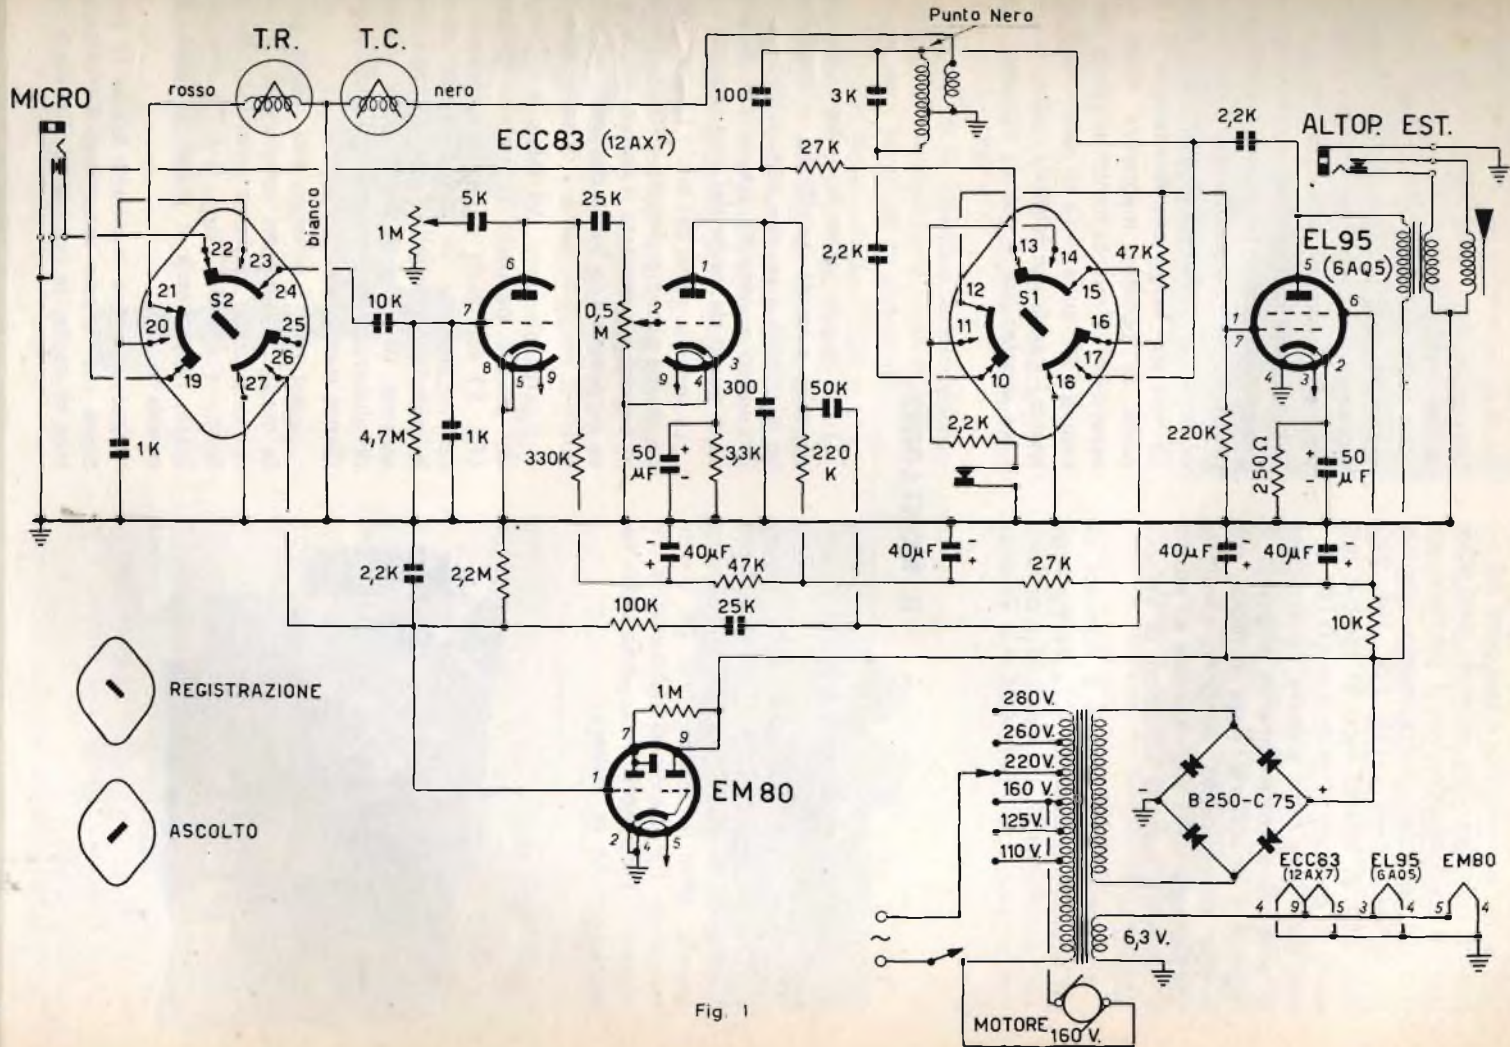 Punto Nero
T.R. T.C.
MICRO
rosso
nero
100
3K
2,2K
ALTOP. EST.
ECC83 (12AX7)
27K
bianco
5K
25K
1M
2,2K
47K
EL95
(6AQ5)
22
23
24
21
S2
20
25
26
19
27
10K
7
6
8
5
9
0,5
M
1
2
9
4
3
13
14
12
S1
15
11
16
17
10
18
5
6
1
7
4
3
2
1K
4,7M
1K
330K
50
µF
+
-
3,3K
300
50K
220
K
2,2K
220K
250Ω
+
-
50
µF
2,2K
2,2M
-
+
40µF
47K
40µF
-
+
27K
40µF
-
+
40µF
-
+
100K
25K
10K
REGISTRAZIONE
ASCOLTO
1M
7
9
1
EM80
2
4
5
280V.
260V.
220V.
160 V.
125V.
110 V.
-
B 250-C 75
+
ECC83
(12AX7)
EL95
(6AQ5)
EM80
4
9
5
3
4
5
4
~
6,3 V.
MOTORE
160 V.
Fig. 1